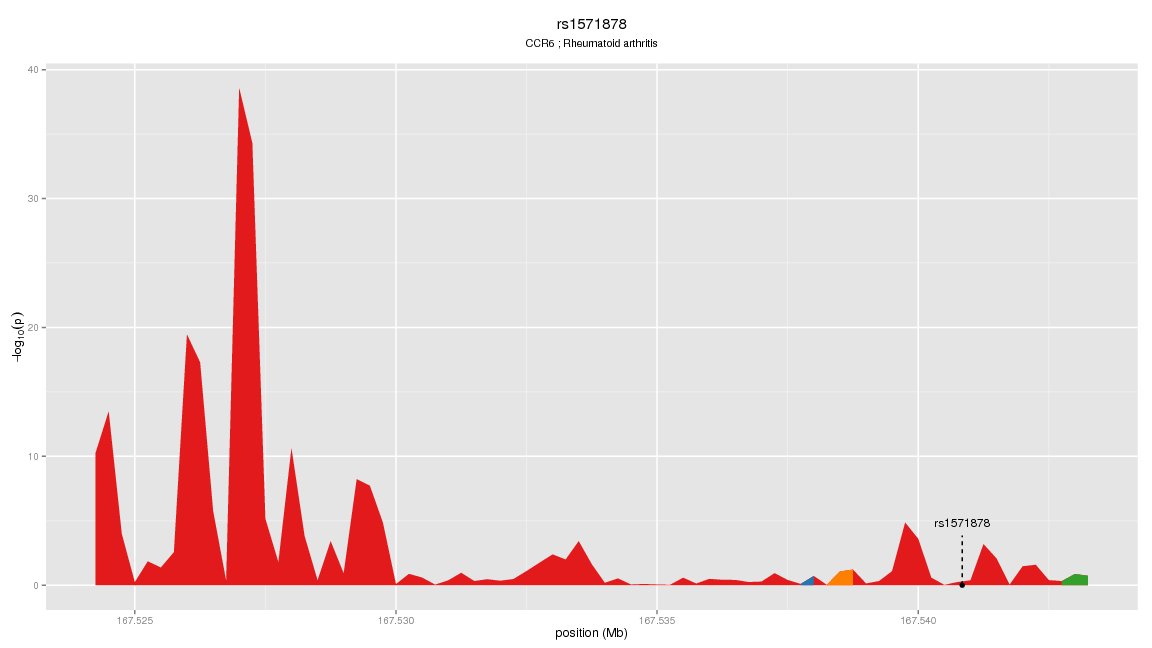 rs1571878
CCR6 ; Rheumatoid arthritis
−log10(p)
40
30
20
10
0
rs1571878
167.525 167.530 167.535 167.540
position (Mb)